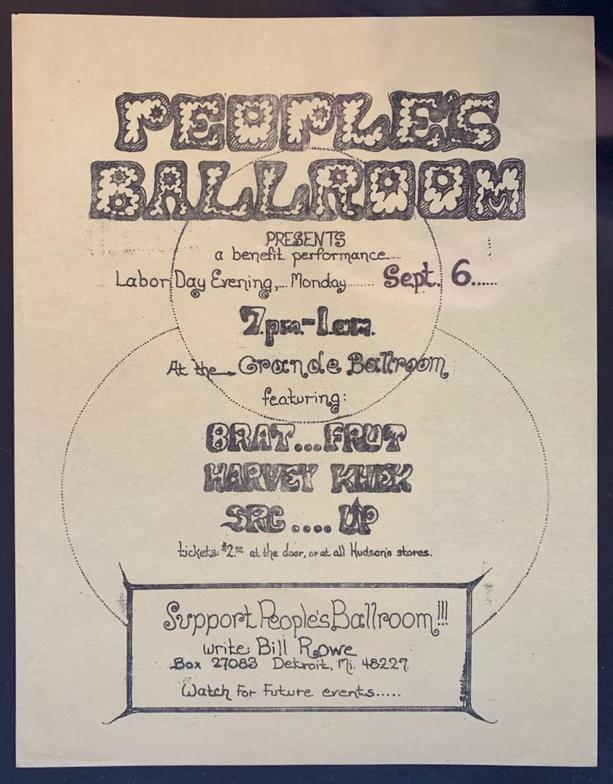 PEOPLE'S
BALLROOM
PRESENTS
a benefit performance....
Labor Day Evening,... Monday....... Sept. 6......
7p.m.-1.a.m.
At the Grande Ballroom
featuring:
BRAT...FRUT
HARVEY KHEK
SRC .... UP
tickets: $2.00 at the door, or at all Hudson's stores.
Support People's Ballroom!!!
write: Bill Rowe
Box 27083 Detroit, Mi. 48227.
Watch For Future events.....